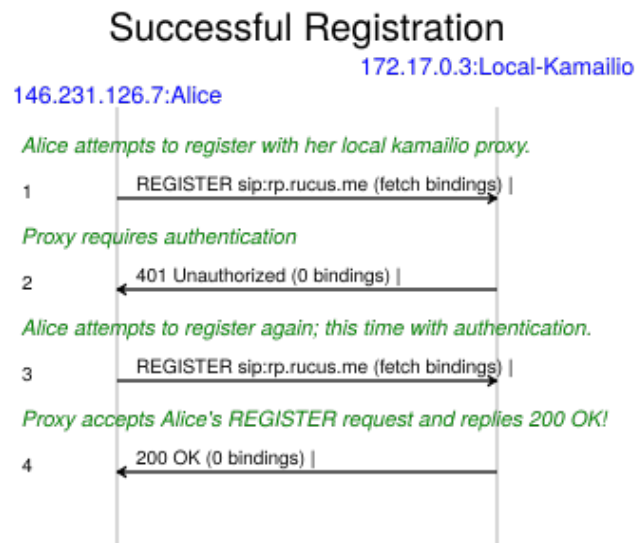 Successful Registration
172.17.0.3:Local-Kamailio
146.231.126.7:Alice
Alice attempts to register with her local kamailio proxy.
1 REGISTER sip:rp.rucus.me (fetch bindings) |
Proxy requires authentication
2 401 Unauthorized (0 bindings) |
Alice attempts to register again; this time with authentication.
3 REGISTER sip:rp.rucus.me (fetch bindings) |
Proxy accepts Alice's REGISTER request and replies 200 OK!
4 200 OK (0 bindings) |